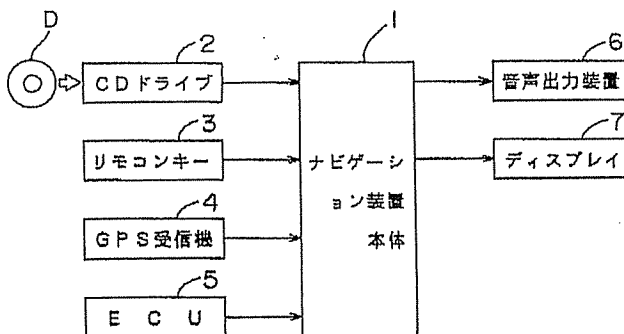 D
2
CDドライブ
3
リモコンキー
4
GPS受信機
5
ECU
1
ナビゲーシ
ョン装置
本体
6
音声出力装置
7
ディスプレイ